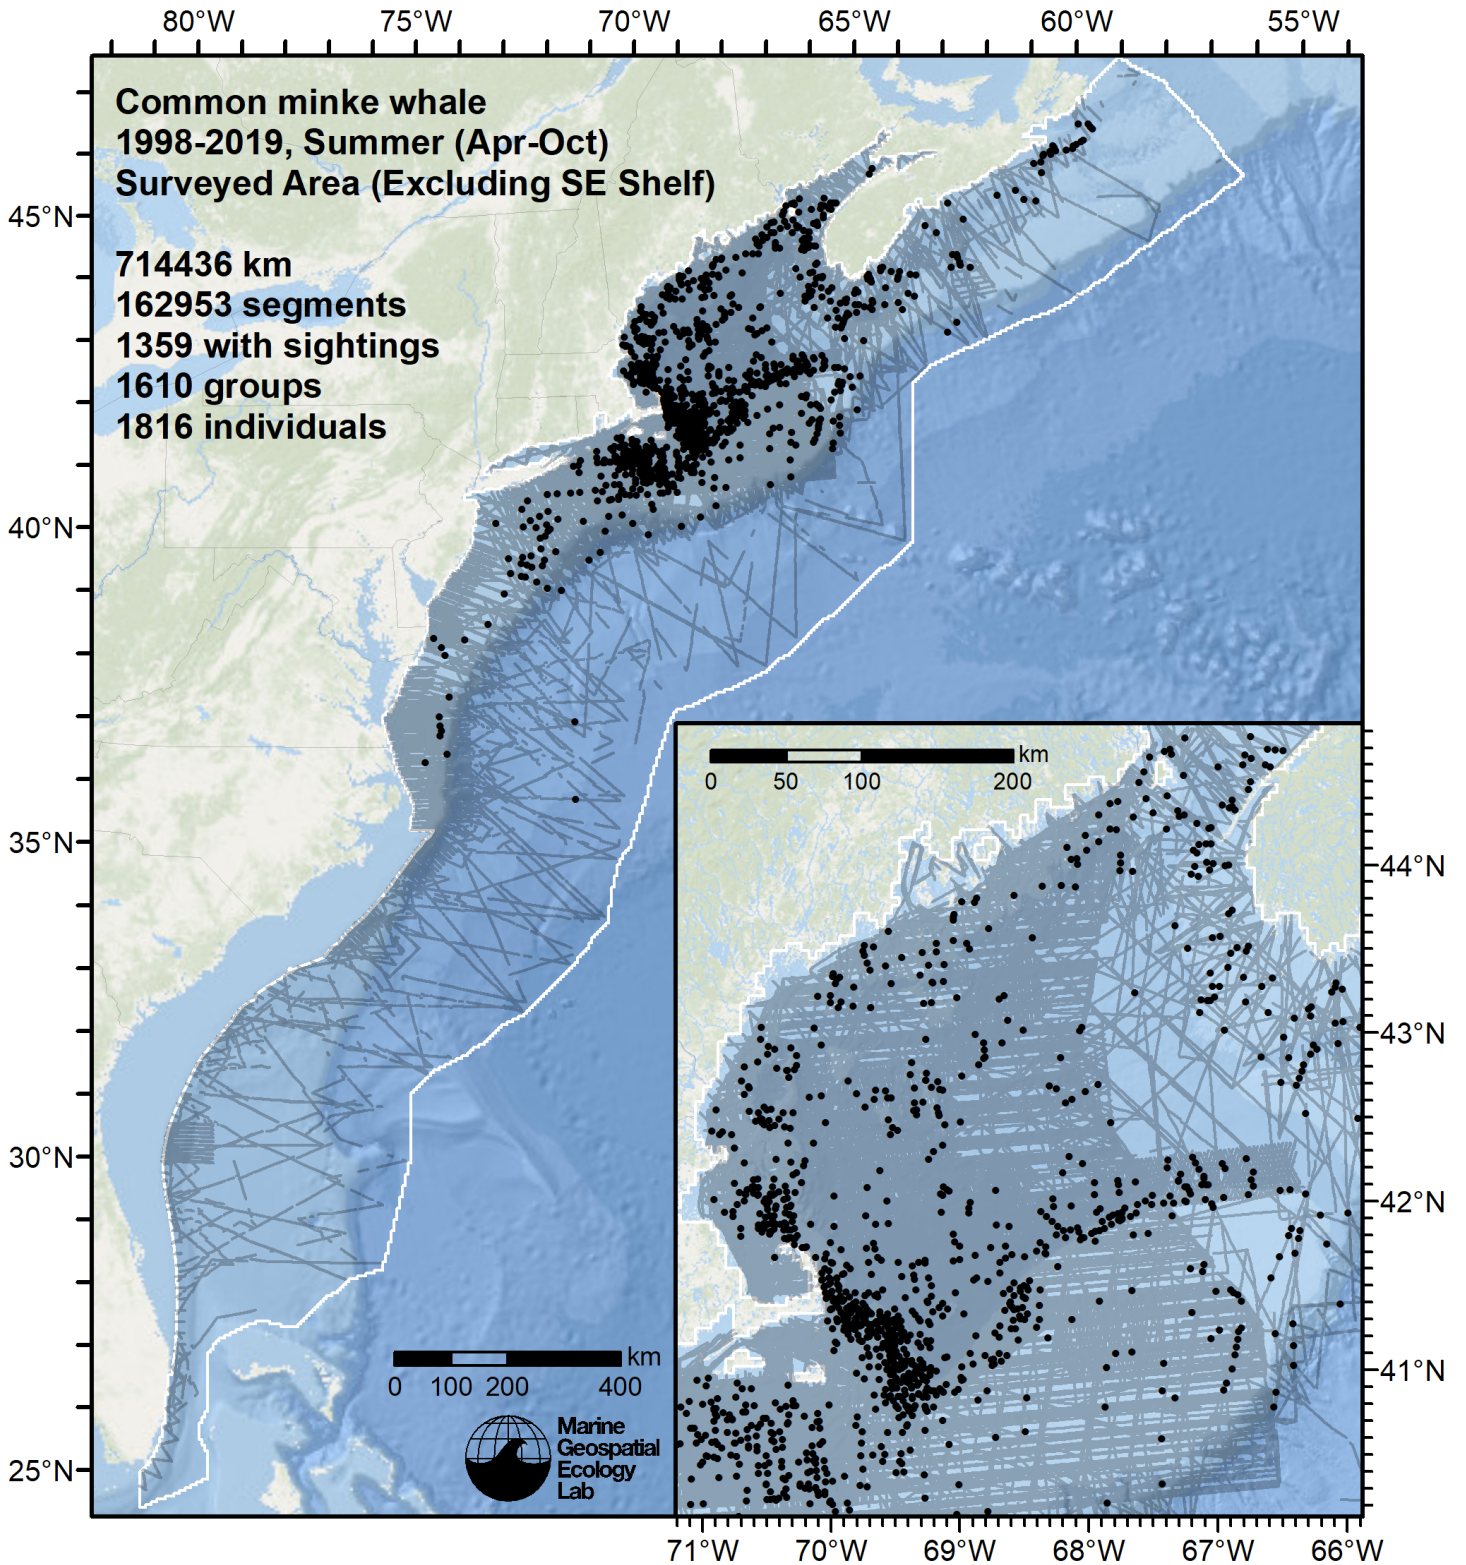 80°W 75°W 70°W 65°W 60°W 55°W
Common minke whale
1998-2019, Summer (Apr-Oct)
Surveyed Area (Excluding SE Shelf)
714436 km
162953 segments
1359 with sightings
1610 groups
1816 individuals
45°N
40°N
35°N
30°N
25°N
km
0 50 100 200
44°N
43°N
42°N
41°N
km
0 100 200 400
Marine
Geospatial
Ecology
Lab
71°W 70°W 69°W 68°W 67°W 66°W